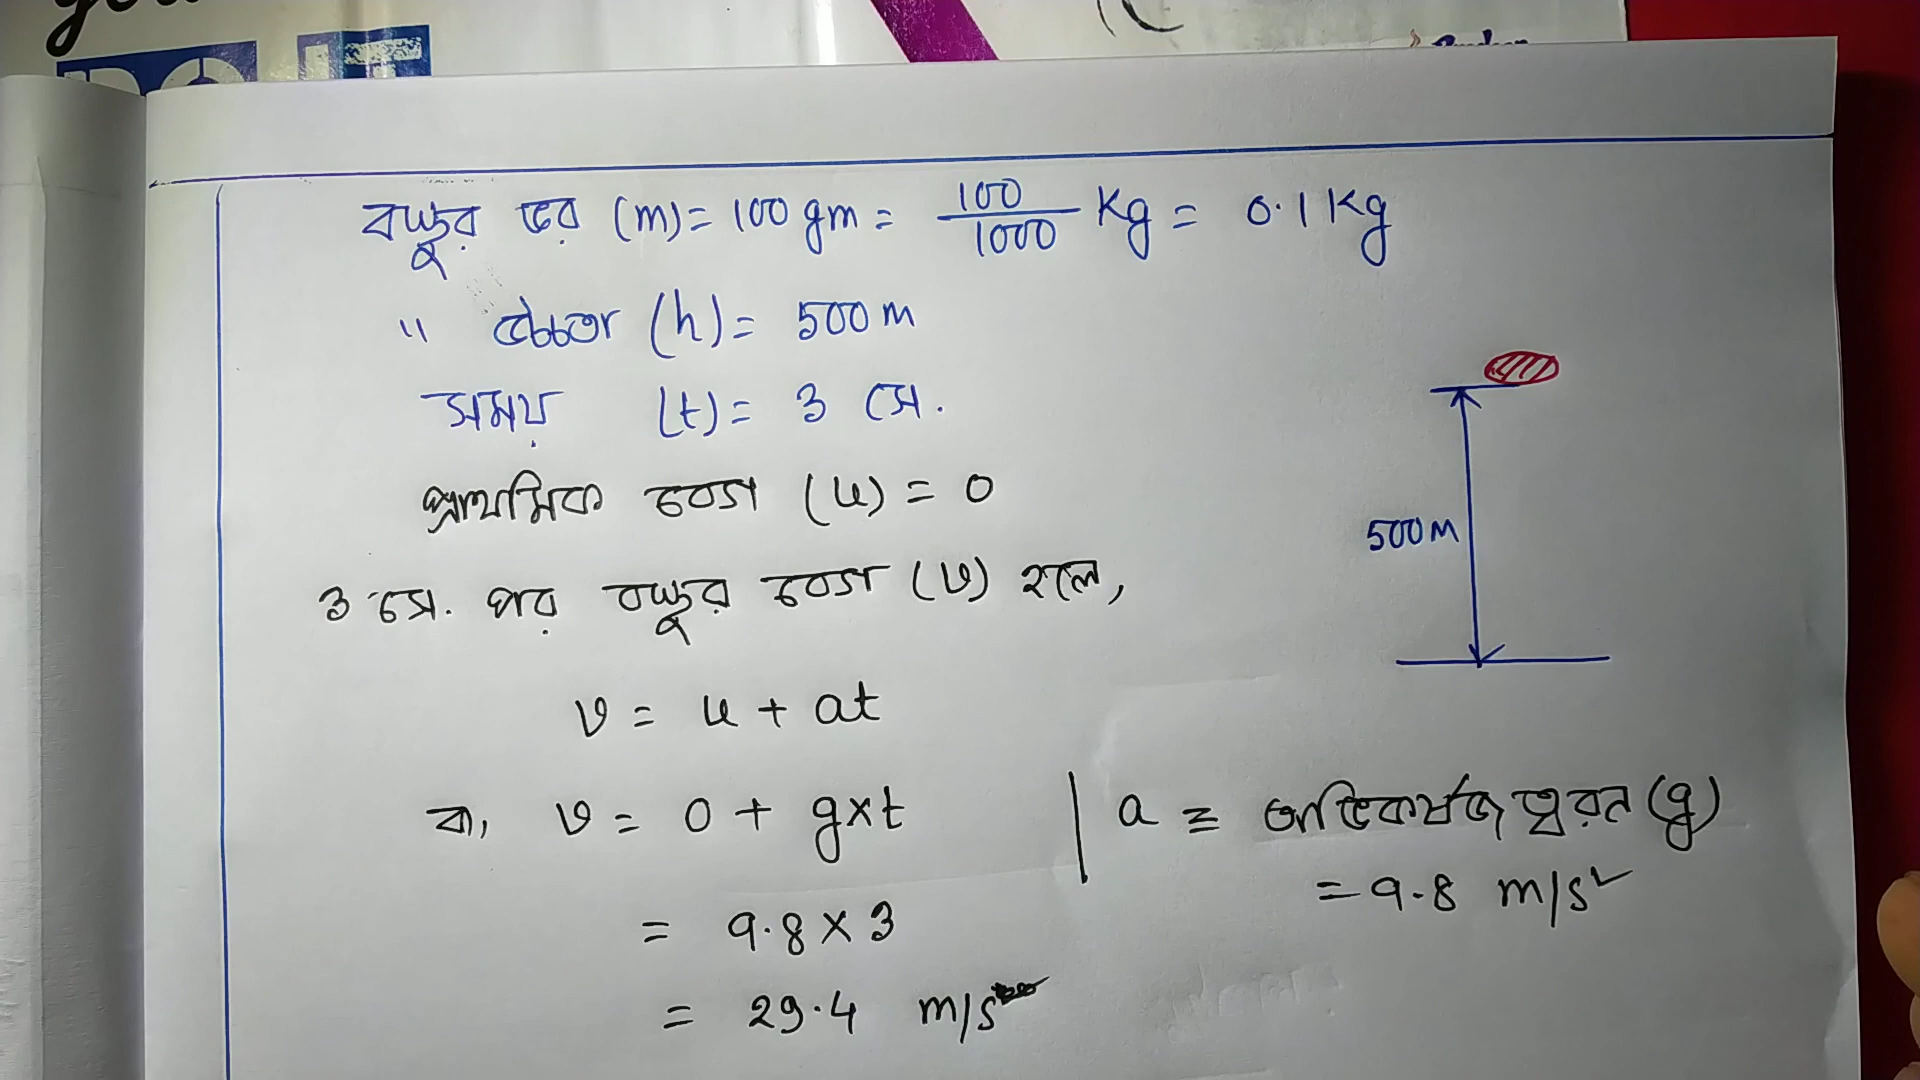 বস্তুর ভর (m) = 100 gm = 100/1000 Kg = 0.1 Kg
" উচ্চতা (h) = 500 m
সময় (t) = 3 সে.
প্রাথমিক বেগ (u) = 0
3 সে. পর বস্তুর বেগ (v) হলে,
500 m
v = u + at
বা, v = 0 + g×t | a = অভিকর্ষজ ত্বরন (g)
= 9.8 m/s²
= 9.8 × 3
= 29.4 m/s